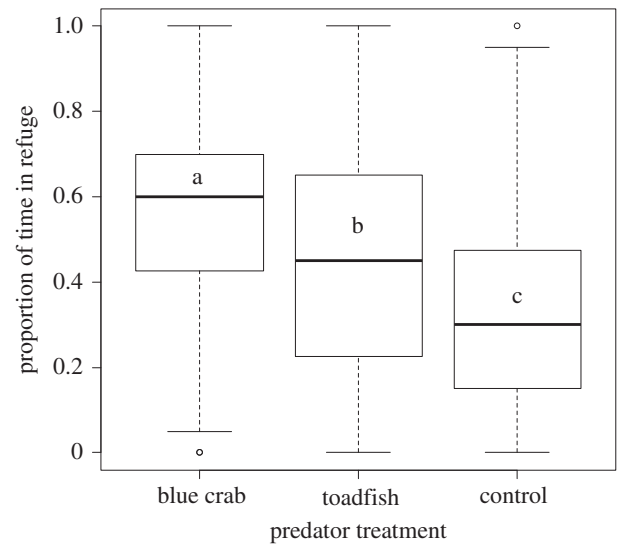 1.0
0.8
0.6
0.4
0.2
0
proportion of time in refuge
a
b
c
blue crab toadfish control
predator treatment